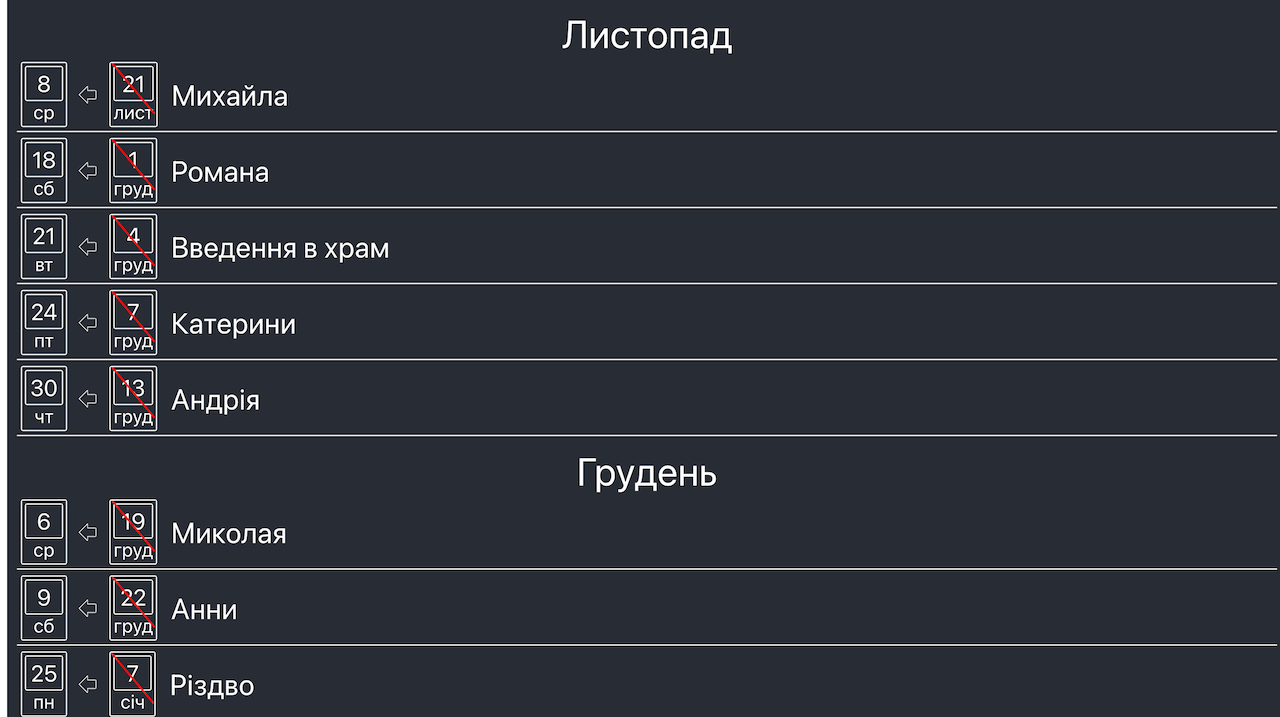 Листопад
8
ср
21
лист
Михайла
18
сб
1
груд
Романа
21
вт
4
груд
Введення в храм
24
пт
7
груд
Катерини
30
чт
13
груд
Андрія
Грудень
6
ср
19
груд
Миколая
9
сб
22
груд
Анни
25
пн
7
січ
Різдво